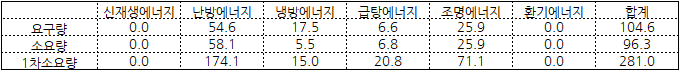 신재생에너지 난방에너지 냉방에너지 급탕에너지 조명에너지 환기에너지 합계
요구량 0.0 54.6 17.5 6.6 25.9 0.0 104.6
소요량 0.0 58.1 5.5 6.8 25.9 0.0 96.3
1차소요량 0.0 174.1 15.0 20.8 71.1 0.0 281.0